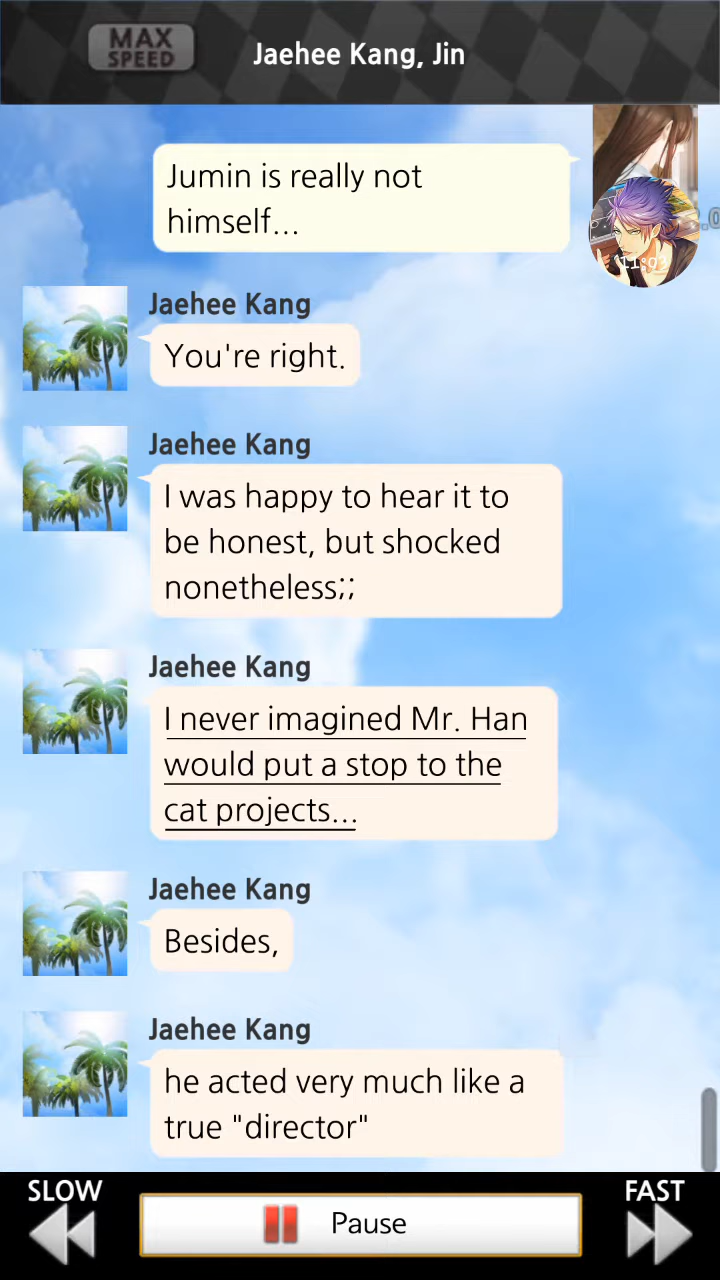 MAX
SPEED
Jaehee Kang, Jin
Jumin is really not
himself...
Jaehee Kang
You're right.
Jaehee Kang
I was happy to hear it to
be honest, but shocked
nonetheless;;
Jaehee Kang
I never imagined Mr. Han
would put a stop to the
cat projects...
Jaehee Kang
Besides,
Jaehee Kang
he acted very much like a
true "director"
SLOW
Pause
FAST